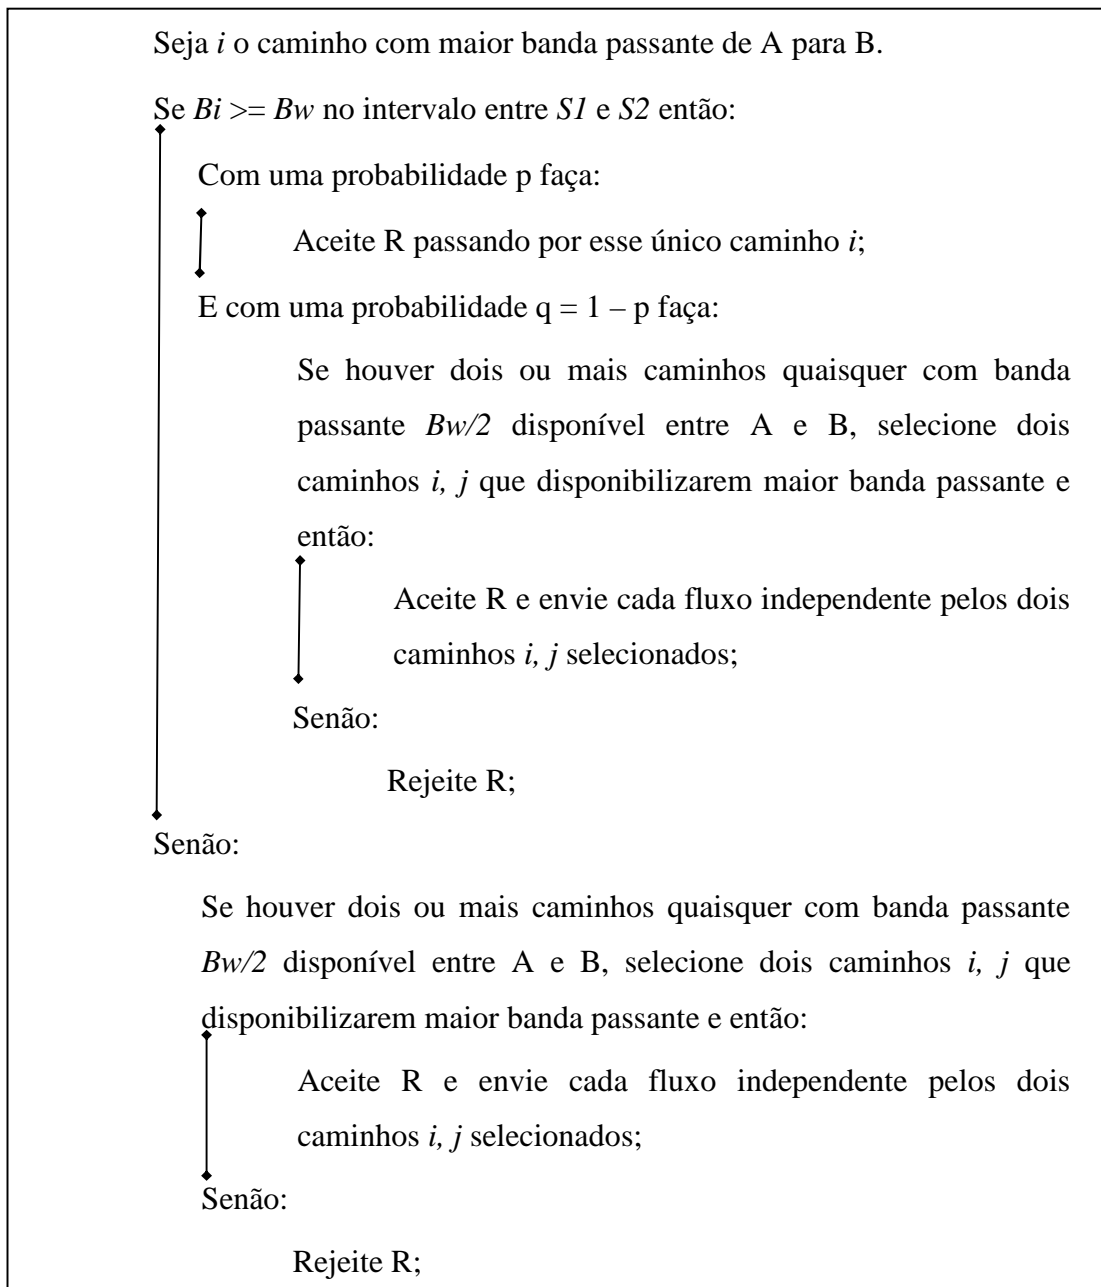 Seja i o caminho com maior banda passante de A para B.
Se Bi >= Bw no intervalo entre S1 e S2 então:
Com uma probabilidade p faça:
Aceite R passando por esse único caminho i;
E com uma probabilidade q = 1 – p faça:
Se houver dois ou mais caminhos quaisquer com banda
passante Bw/2 disponível entre A e B, selecione dois
caminhos i, j que disponibilizarem maior banda passante e
então:
Aceite R e envie cada fluxo independente pelos dois
caminhos i, j selecionados;
Senão:
Rejeite R;
Senão:
Se houver dois ou mais caminhos quaisquer com banda passante
Bw/2 disponível entre A e B, selecione dois caminhos i, j que
disponibilizarem maior banda passante e então:
Aceite R e envie cada fluxo independente pelos dois
caminhos i, j selecionados;
Senão:
Rejeite R;